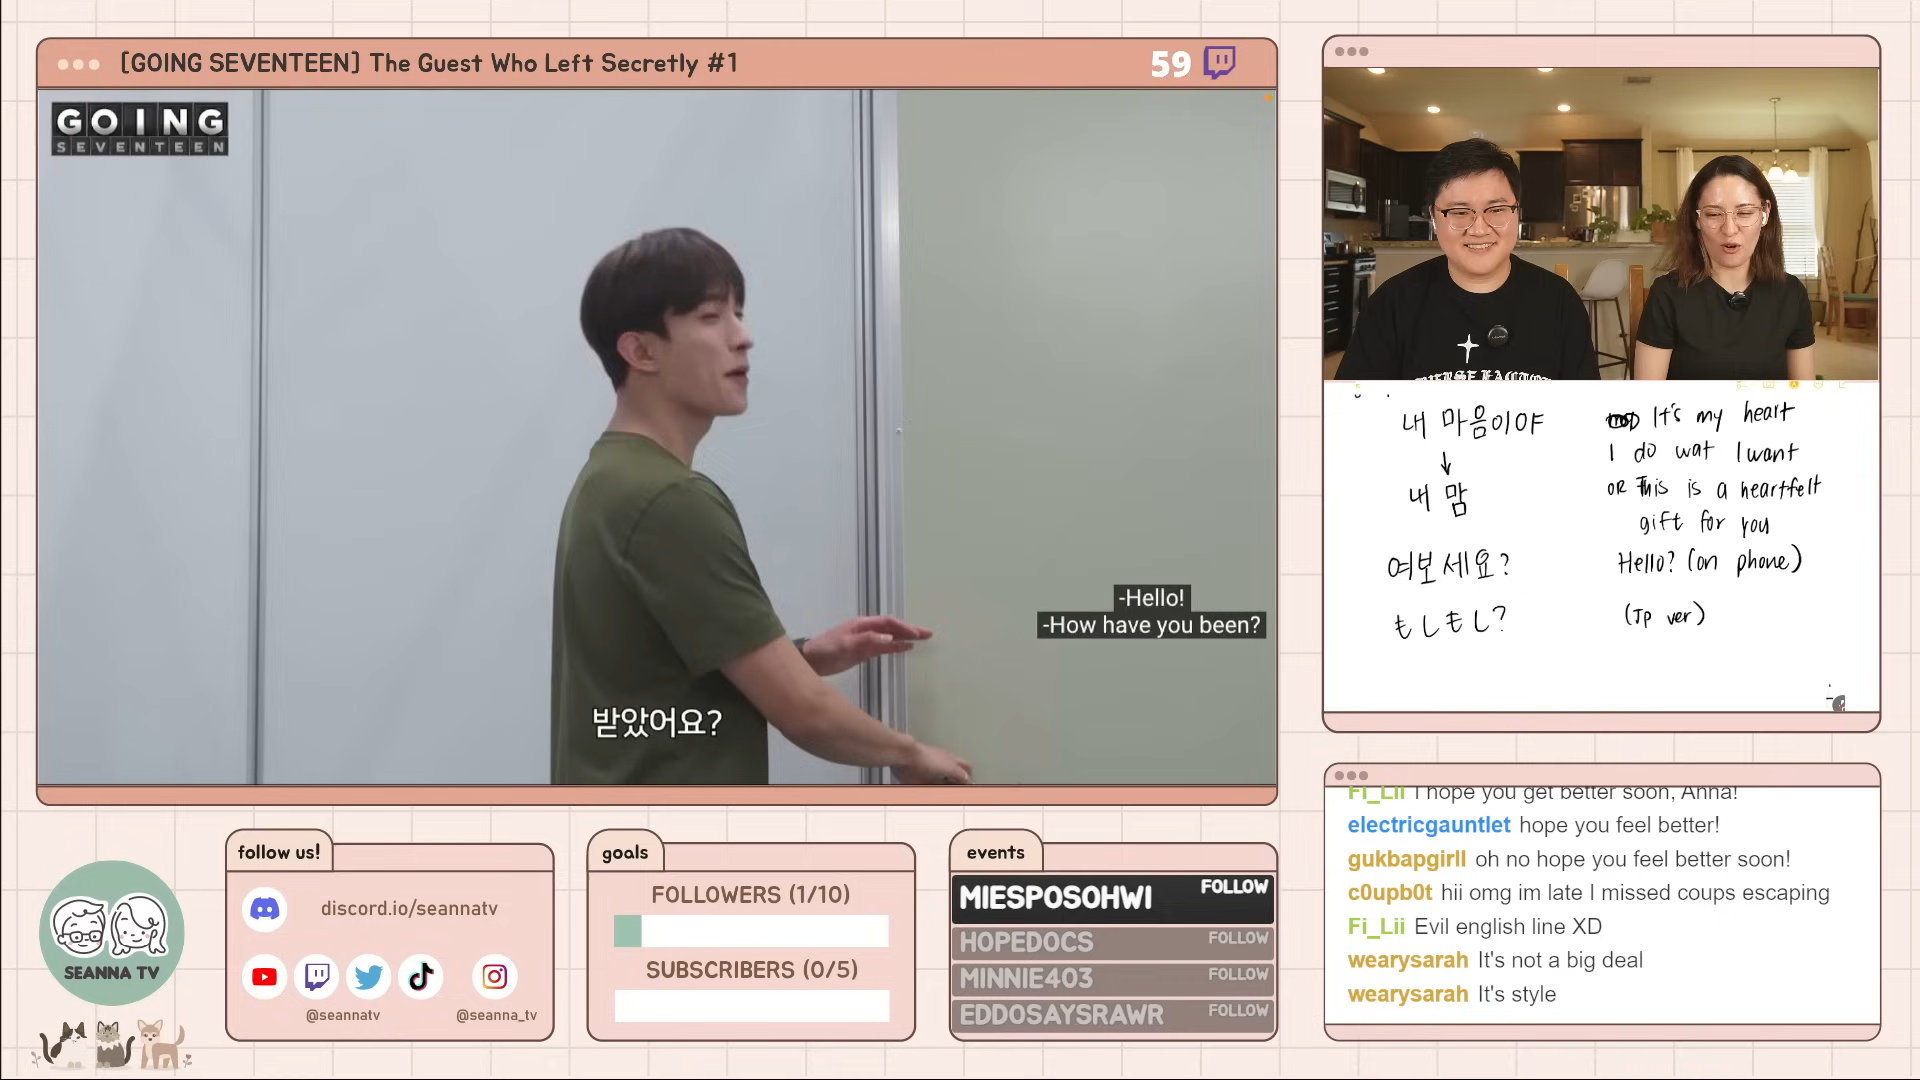 [GOING SEVENTEEN] The Guest Who Left Secretly #1
59
GOING
SEVENTEEN
-Hello!
-How have you been?
받았어요?
내 마음이야
It's my heart
I do wat I want
내 맘
OR This is a heartfelt
gift for you
여보세요?
Hello? (on phone)
もしもし?
(Jp ver)
Fi_Lii I hope you get better soon, Anna!
electricgauntlet hope you feel better!
gukbapgirll oh no hope you feel better soon!
c0upb0t hii omg im late I missed coups escaping
Fi_Lii Evil english line XD
wearysarah It's not a big deal
wearysarah It's style
SEANNA TV
follow us!
discord.io/seannatv
@seannatv
@seanna_tv
goals
FOLLOWERS (1/10)
SUBSCRIBERS (0/5)
events
MIESPOSOHWI FOLLOW
HOPEDOCS FOLLOW
MINNIE403 FOLLOW
EDDOSAYSRAWR FOLLOW